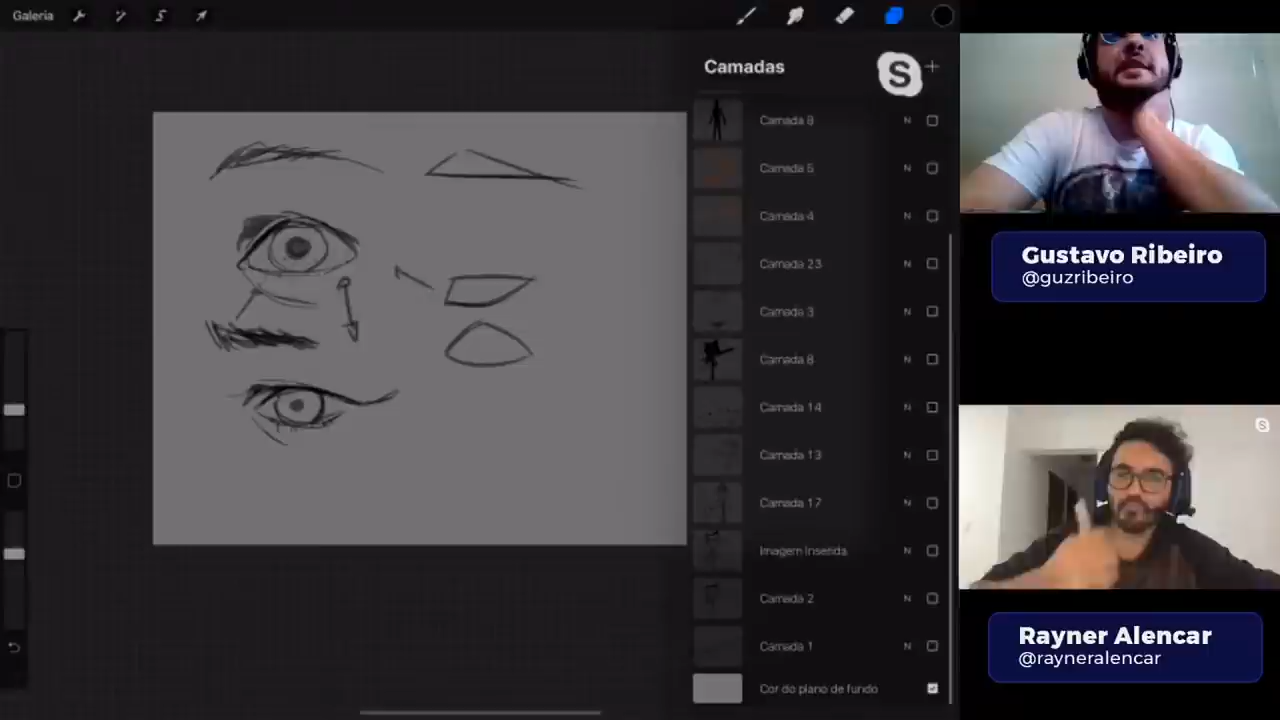 Galeria
Camadas
S
Camada 8
N
Camada 5
N
Camada 4
N
Camada 23
N
Camada 3
N
Camada 8
N
Camada 14
N
Camada 13
N
Camada 17
N
Imagem Inserida
N
Camada 2
N
Camada 1
N
Cor do plano de fundo
Gustavo Ribeiro
@guzribeiro
S
Rayner Alencar
@rayneralencar